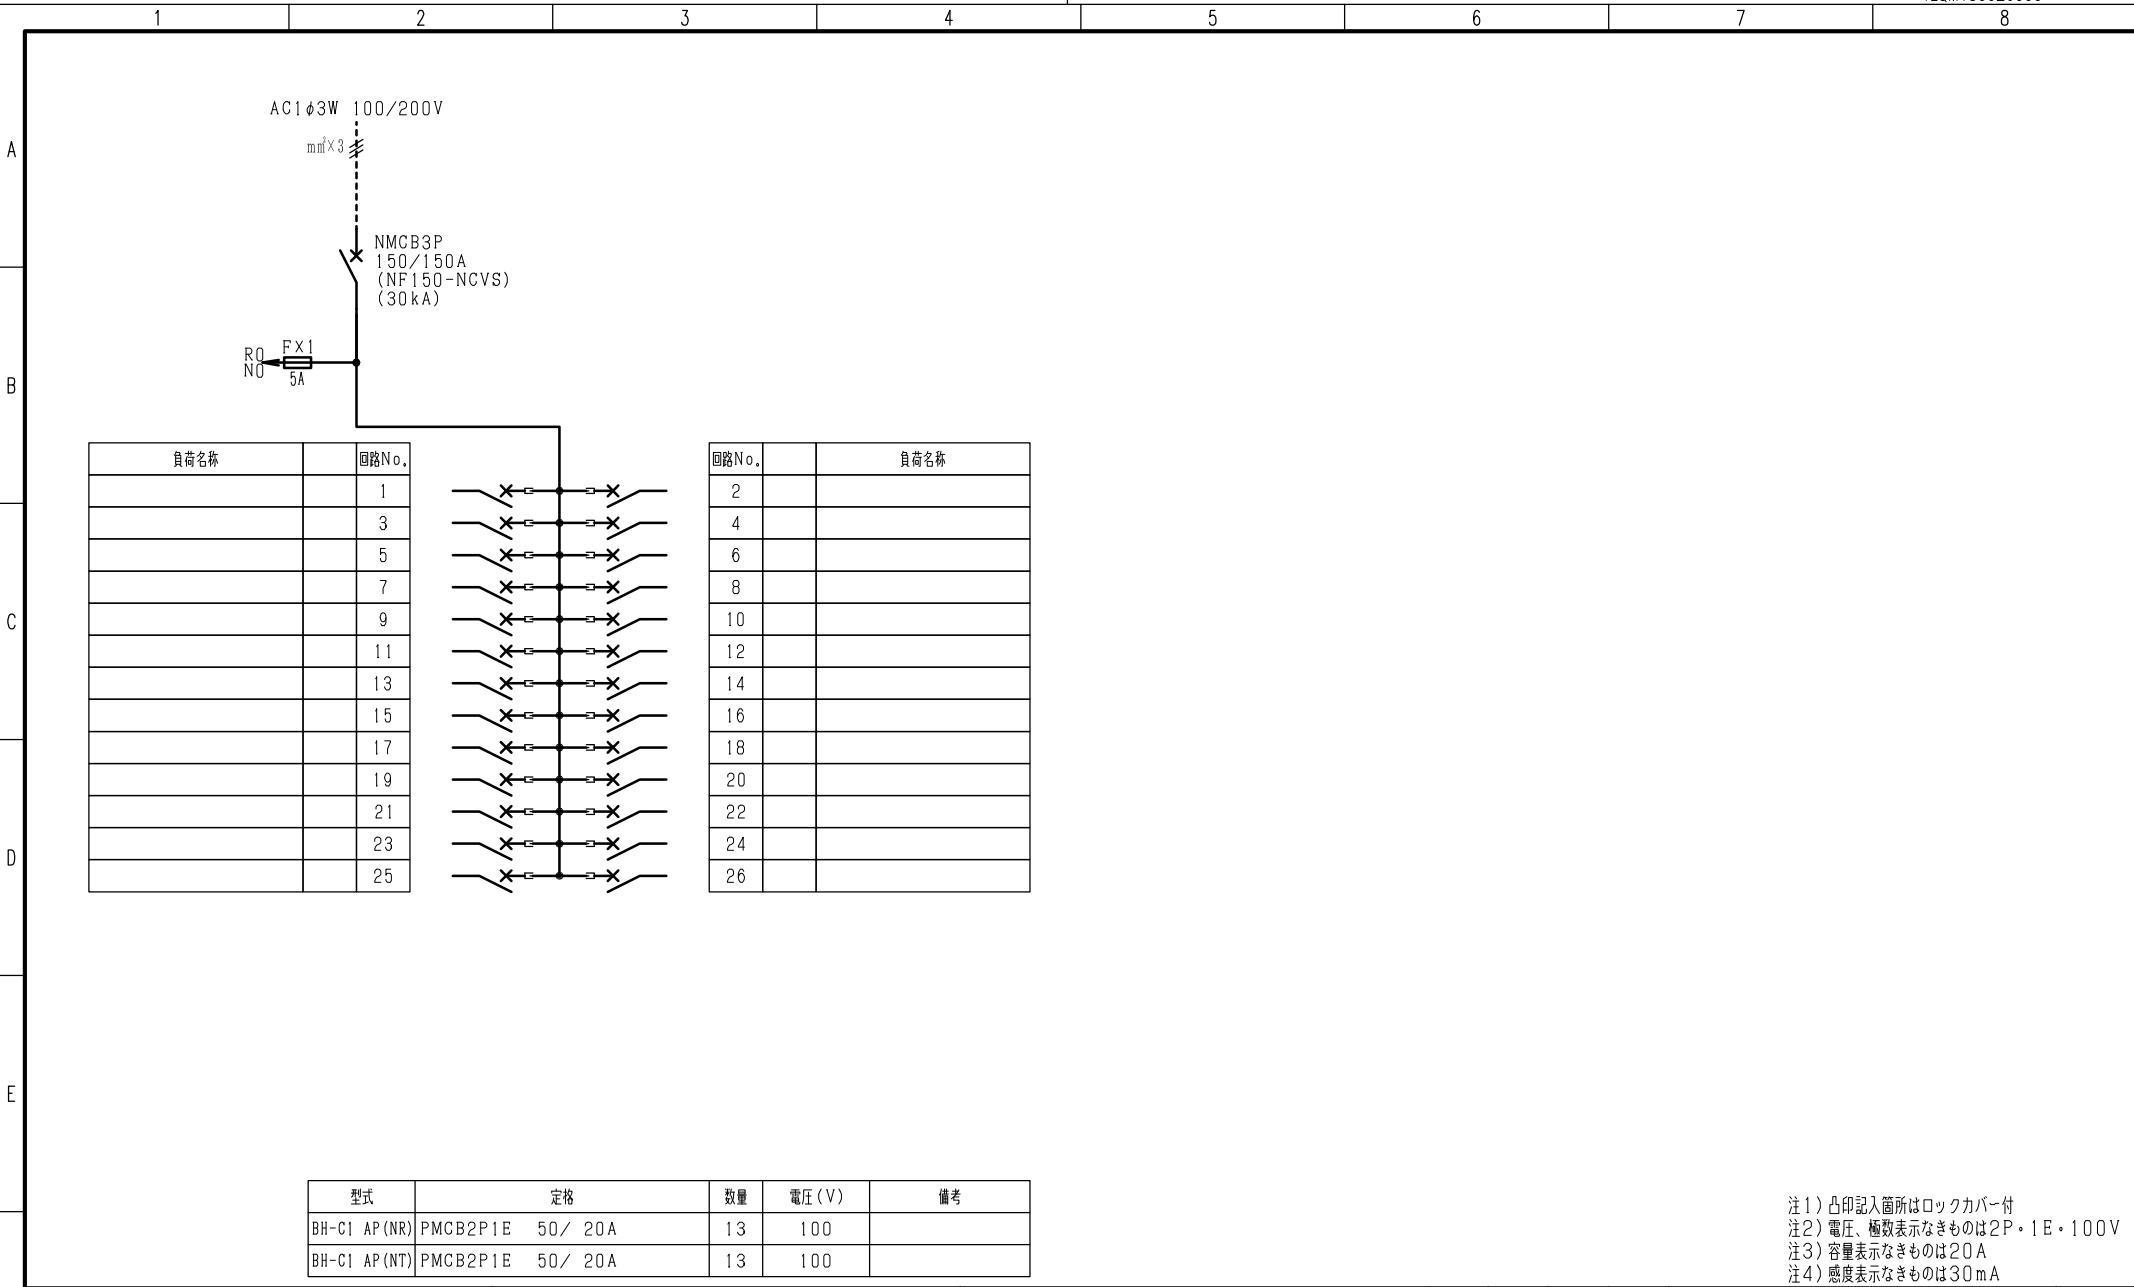 1 2 3 4 5 6 7 8
A
B
C
D
E
AC1φ3W 100/200V
mm²×3
NMCB3P
150/150A
(NF150-NCVS)
(30kA)
R0
N0
F×1
5A
負荷名称 回路No. 回路No. 負荷名称
1 2
3 4
5 6
7 8
9 10
11 12
13 14
15 16
17 18
19 20
21 22
23 24
25 26
型式 定格 数量 電圧(V) 備考
BH-C1 AP(NR) PMCB2P1E 50/ 20A 13 100
BH-C1 AP(NT) PMCB2P1E 50/ 20A 13 100
注1)凸印記入箇所はロックカバー付
注2)電圧、極数表示なきものは2P・1E・100V
注3)容量表示なきものは20A
注4)感度表示なきものは30mA